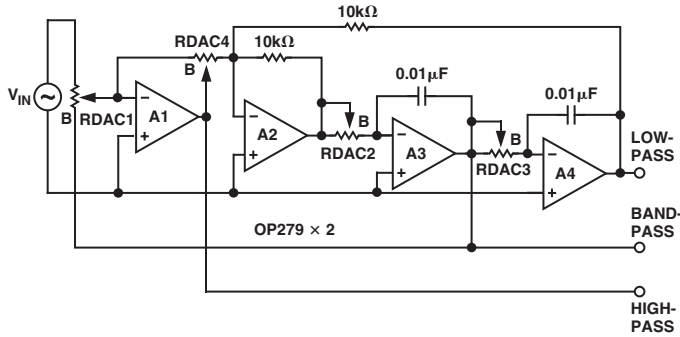 10kΩ
RDAC4
10kΩ
B
0.01μF
0.01μF
VIN
B
RDAC1
A1
A2
B
RDAC2
A3
B
RDAC3
A4
LOW-
PASS
OP279 × 2
BAND-
PASS
HIGH-
PASS
−
+
−
+
−
+
−
+
~